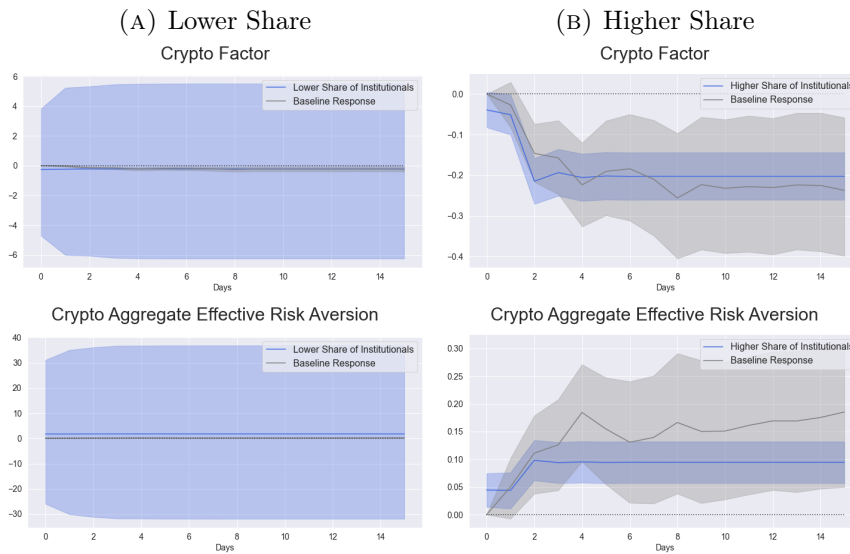 (A) Lower Share
Crypto Factor
6
4
2
0
−2
−4
−6
Lower Share of Institutionals
Baseline Response
0 2 4 6 8 10 12 14
Days
Crypto Aggregate Effective Risk Aversion
40
30
20
10
0
−10
−20
−30
Lower Share of Institutionals
Baseline Response
0 2 4 6 8 10 12 14
Days
(B) Higher Share
Crypto Factor
0.0
−0.1
−0.2
−0.3
−0.4
Higher Share of Institutionals
Baseline Response
0 2 4 6 8 10 12 14
Days
Crypto Aggregate Effective Risk Aversion
0.30
0.25
0.20
0.15
0.10
0.05
0.00
Higher Share of Institutionals
Baseline Response
0 2 4 6 8 10 12 14
Days